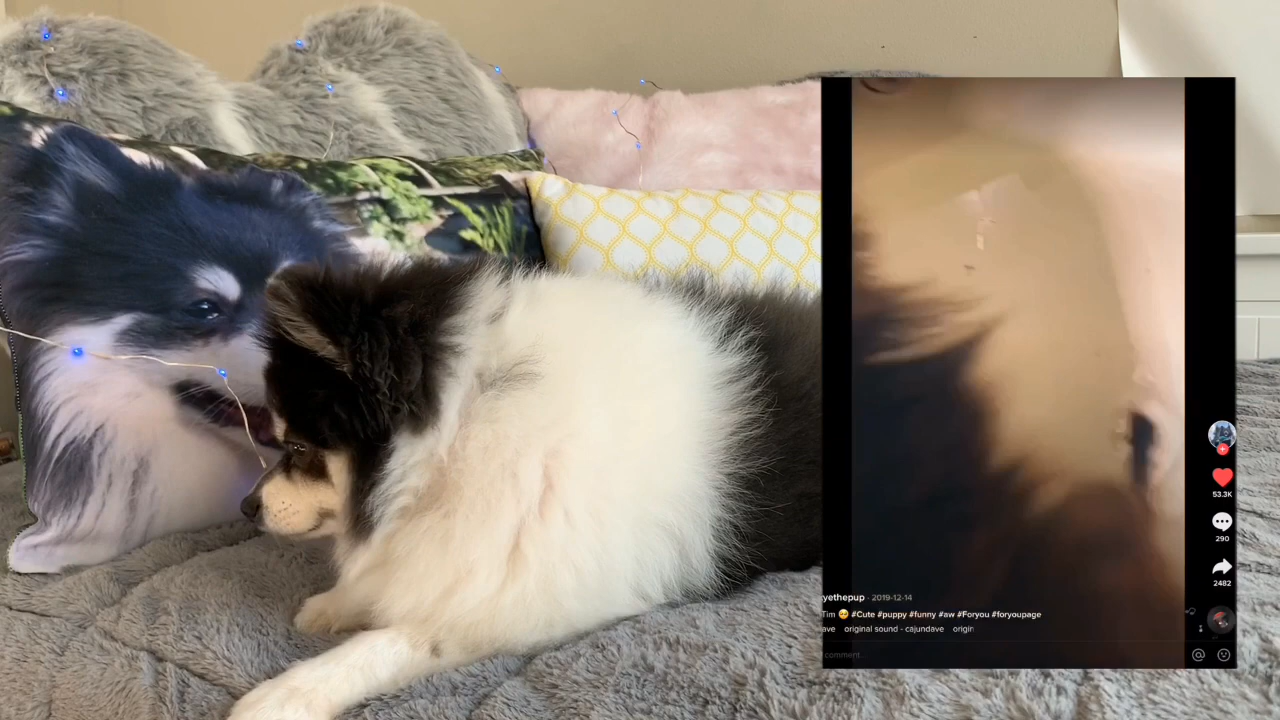 53.3K
290
2482
yethepup · 2019-12-14
Tim 🥺 #Cute #puppy #funny #aw #Foryou #foryoupage
ave original sound - cajundave origin
comment...